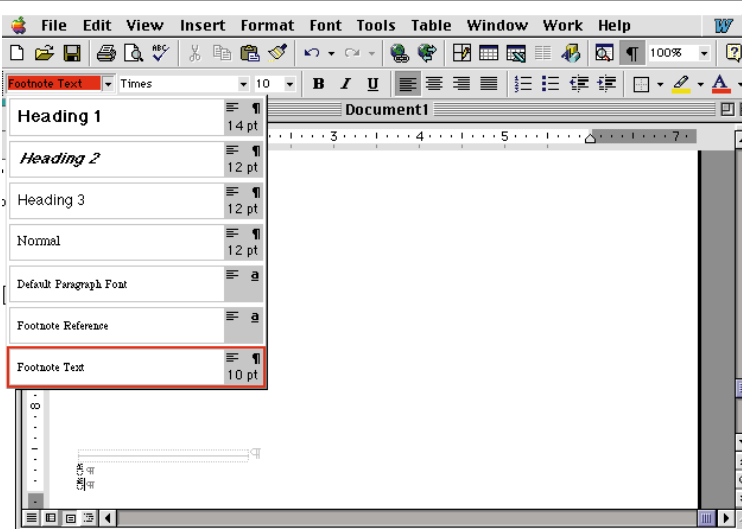 File Edit View Insert Format Font Tools Table Window Work Help
ABC 100%
Footnote Text Times 10 B I U A
Document1
3 4 5 7
Heading 1 14 pt
Heading 2 12 pt
Heading 3 12 pt
Normal 12 pt
Default Paragraph Font a
Footnote Reference a
Footnote Text 10 pt
8